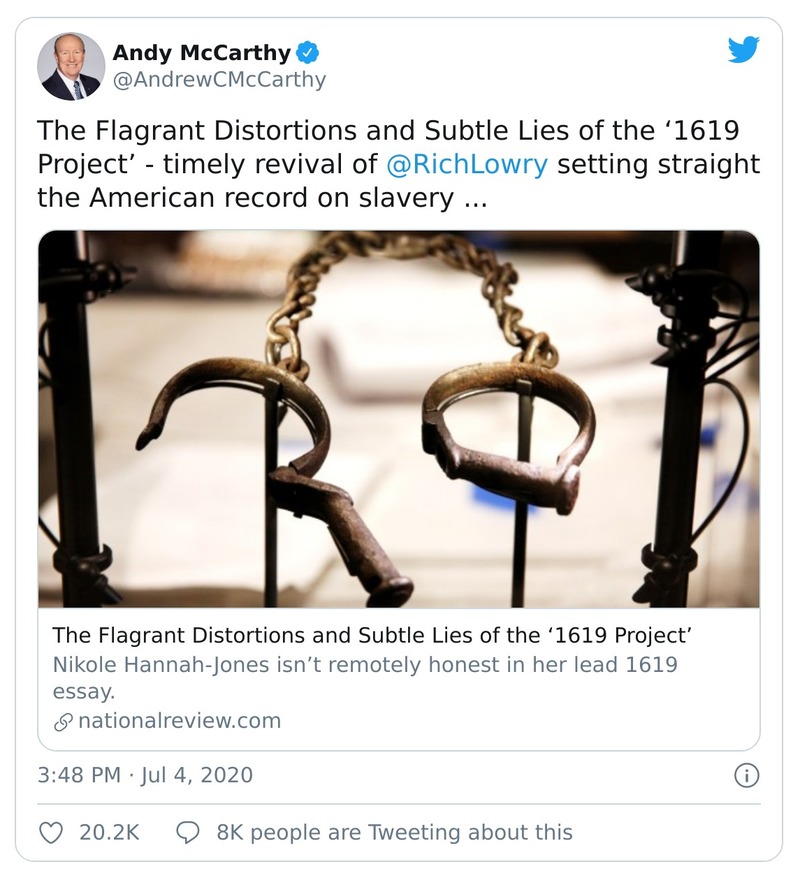 Andy McCarthy
@AndrewCMcCarthy
The Flagrant Distortions and Subtle Lies of the ‘1619
Project’ - timely revival of @RichLowry setting straight
the American record on slavery ...
The Flagrant Distortions and Subtle Lies of the ‘1619 Project’
Nikole Hannah-Jones isn’t remotely honest in her lead 1619
essay.
nationalreview.com
3:48 PM · Jul 4, 2020
20.2K
8K people are Tweeting about this